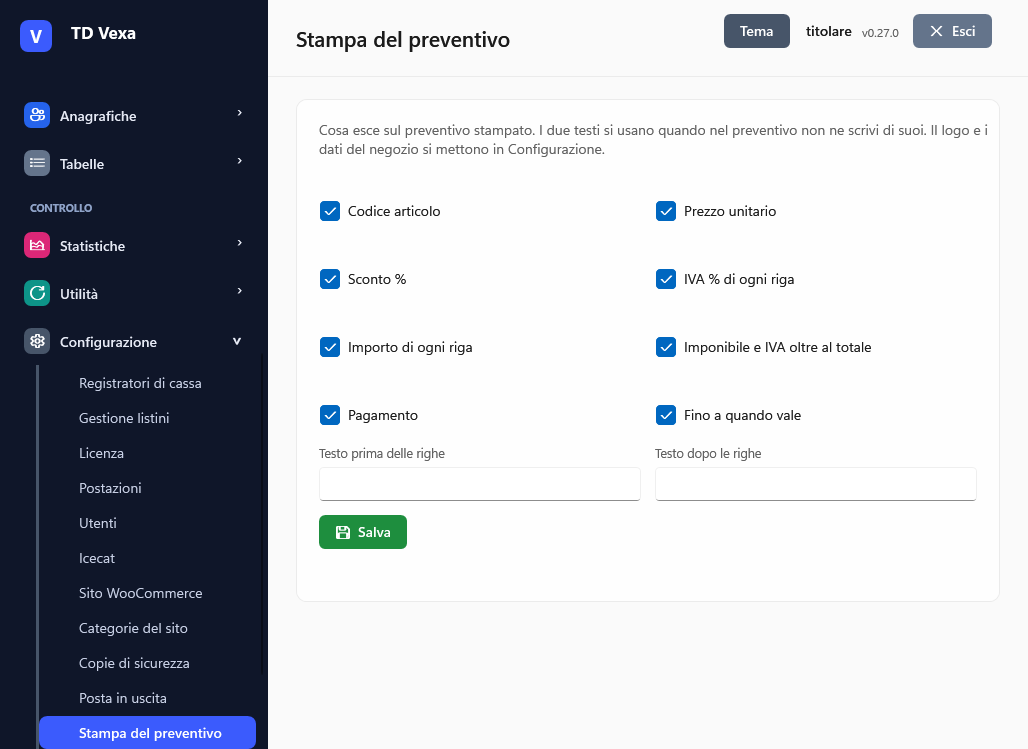 V TD Vexa
Anagrafiche
Tabelle
CONTROLLO
Statistiche
Utilità
Configurazione
Registratori di cassa
Gestione listini
Licenza
Postazioni
Utenti
Icecat
Sito WooCommerce
Categorie del sito
Copie di sicurezza
Posta in uscita
Stampa del preventivo
Stampa del preventivo
Tema titolare v0.27.0 Esci
Cosa esce sul preventivo stampato. I due testi si usano quando nel preventivo non ne scrivi di suoi. Il logo e i
dati del negozio si mettono in Configurazione.
Codice articolo Prezzo unitario
Sconto % IVA % di ogni riga
Importo di ogni riga Imponibile e IVA oltre al totale
Pagamento Fino a quando vale
Testo prima delle righe Testo dopo le righe
Salva